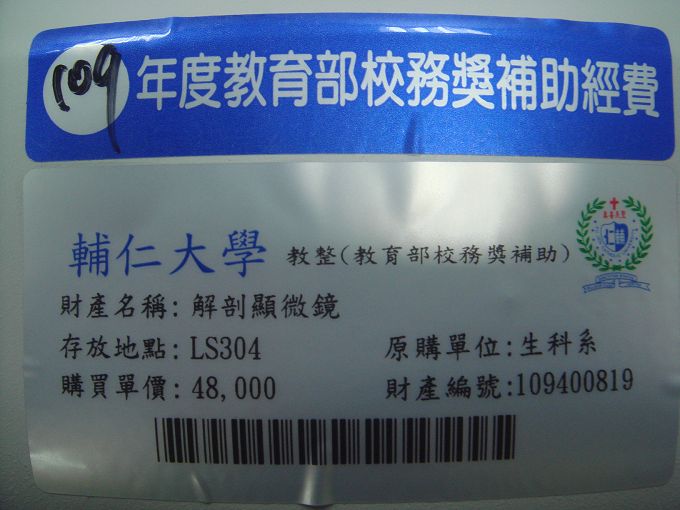 109 年度教育部校務獎補助經費
輔仁大學 教整(教育部校務獎補助)
財產名稱: 解剖顯微鏡
存放地點: LS304 原購單位:生科系
購買單價: 48,000 財產編號:109400819